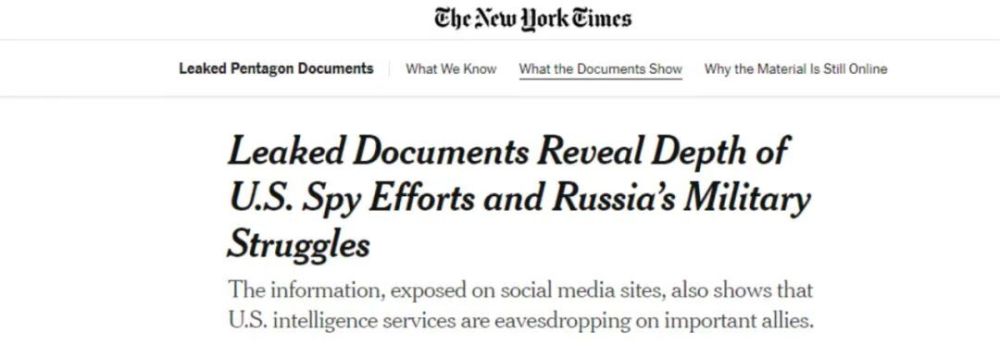 The New York Times
Leaked Pentagon Documents What We Know What the Documents Show Why the Material Is Still Online
Leaked Documents Reveal Depth of
U.S. Spy Efforts and Russia's Military
Struggles
The information, exposed on social media sites, also shows that
U.S. intelligence services are eavesdropping on important allies.